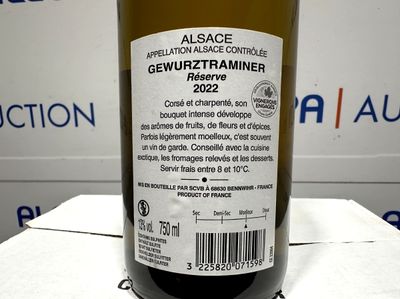 ALSACE
APPELLATION ALSACE CONTRÔLÉE
GEWURZTRAMINER
Réserve
2022
VIGNERONS ENGAGÉS
Corsé et charpenté, son
bouquet intense développe
des arômes de fruits, de fleurs et d'épices.
Parfois légèrement moelleux, c'est souvent
un vin de garde. Conseillé avec la cuisine
exotique, les fromages relevés et les desserts.
Servir frais entre 8 et 10°C.
MIS EN BOUTEILLE PAR SCVB À 68630 BENNWIHR - FRANCE
PRODUCT OF FRANCE
Sec Demi-Sec Moelleux Doux
13% vol. 750 ml
3 225820 071598
AUCTION
PA | AUC